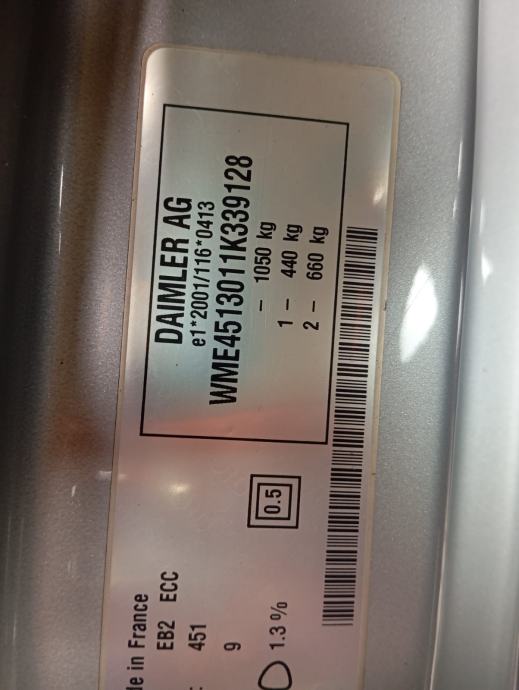 DAIMLER AG
e1*2001/116*0413
WME4513011K339128
– 1050 kg
1 – 440 kg
2 – 660 kg
0.5
in France
EB2 ECC
451
9
1.3 %